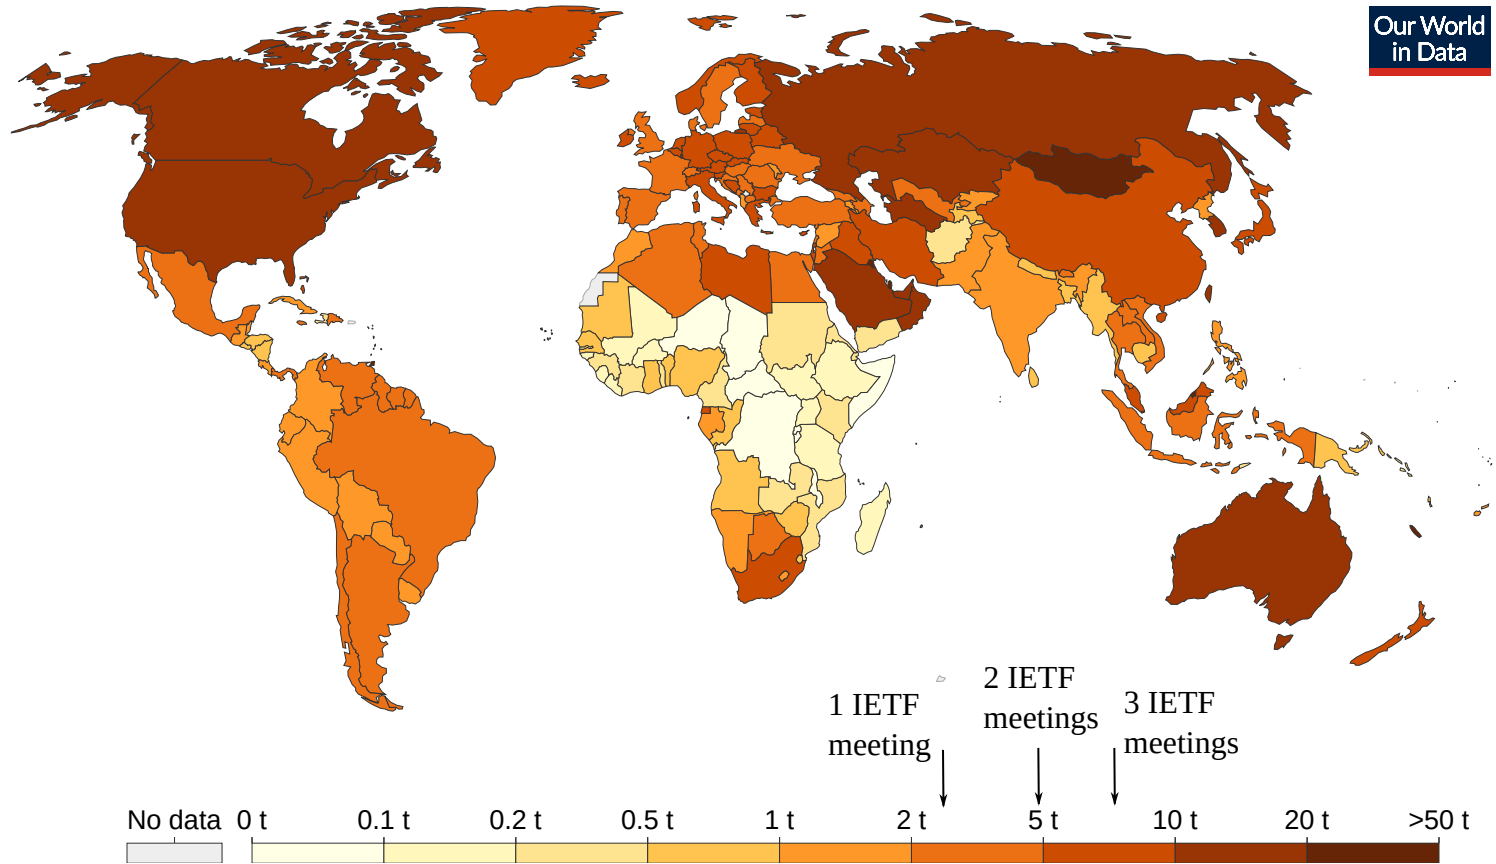 Our World
in Data
1 IETF
meeting
2 IETF
meetings
3 IETF
meetings
No data 0 t 0.1 t 0.2 t 0.5 t 1 t 2 t 5 t 10 t 20 t >50 t